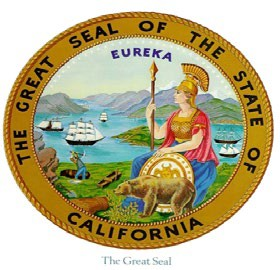 THE GREAT SEAL OF THE STATE OF CALIFORNIA
EUREKA
The Great Seal